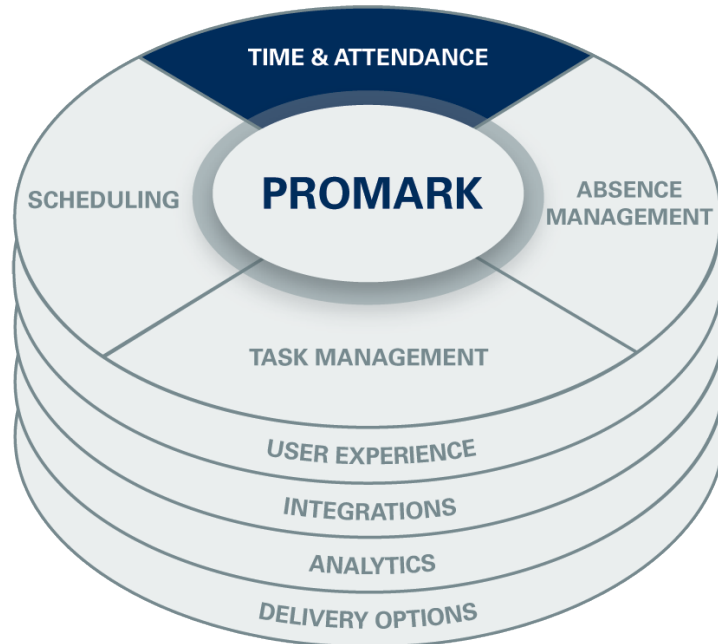 TIME & ATTENDANCE
SCHEDULING
PROMARK
ABSENCE
MANAGEMENT
TASK MANAGEMENT
USER EXPERIENCE
INTEGRATIONS
ANALYTICS
DELIVERY OPTIONS